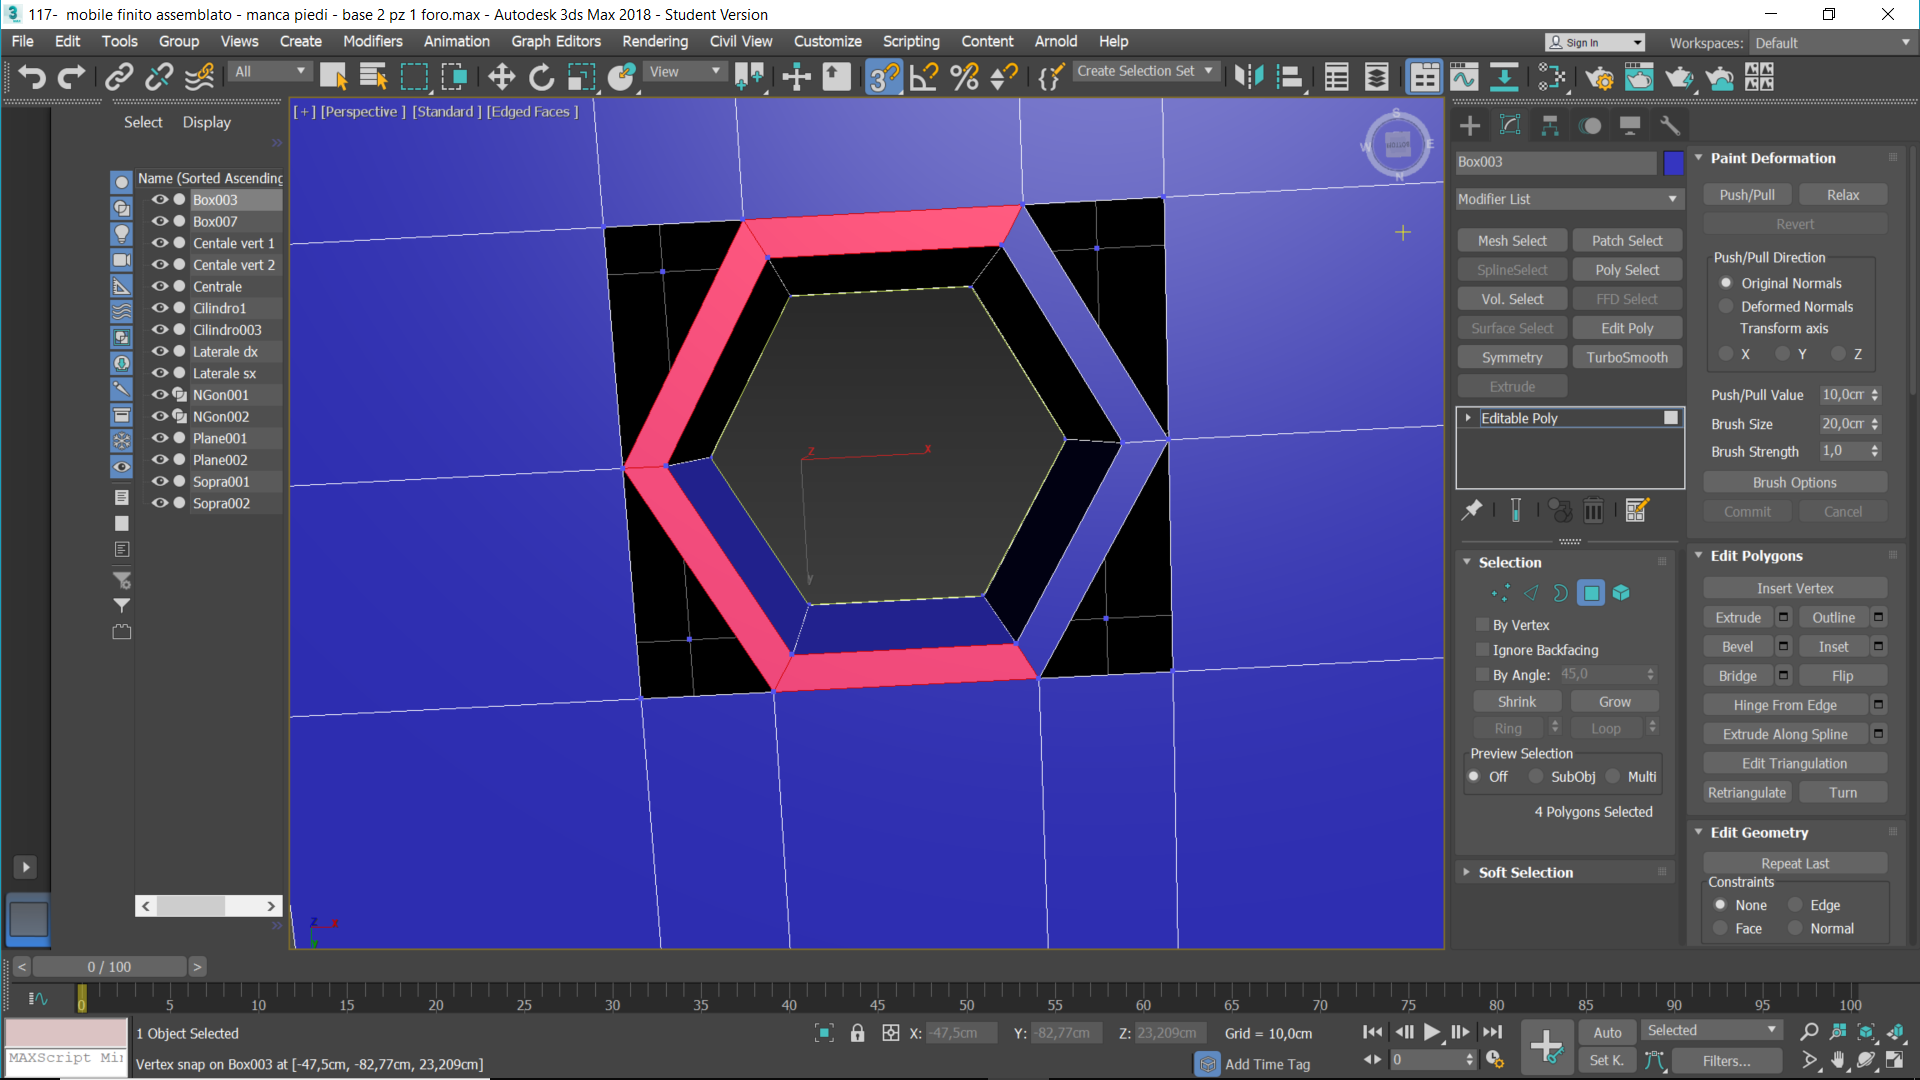 3 117-  mobile finito assemblato - manca piedi - base 2 pz 1 foro.max - Autodesk 3ds Max 2018 - Student Version
File Edit Tools Group Views Create Modifiers Animation Graph Editors Rendering Civil View Customize Scripting Content Arnold Help Sign In Workspaces: Default
All View 3 Create Selection Set
Select Display
Name (Sorted Ascending
Box003
Box007
Centale vert 1
Centale vert 2
Centrale
Cilindro1
Cilindro003
Laterale dx
Laterale sx
NGon001
NGon002
Plane001
Plane002
Sopra001
Sopra002
[+] [Perspective ] [Standard ] [Edged Faces ]
S
W E
N
z x
y
z x
y
Box003
Modifier List
Mesh Select Patch Select
SplineSelect Poly Select
Vol. Select FFD Select
Surface Select Edit Poly
Symmetry TurboSmooth
Extrude
Editable Poly
Selection
By Vertex
Ignore Backfacing
By Angle: 45,0
Shrink Grow
Ring Loop
Preview Selection
Off SubObj Multi
4 Polygons Selected
Soft Selection
Paint Deformation
Push/Pull Relax
Revert
Push/Pull Direction
Original Normals
Deformed Normals
Transform axis
X Y Z
Push/Pull Value 10,0cm
Brush Size 20,0cm
Brush Strength 1,0
Brush Options
Commit Cancel
Edit Polygons
Insert Vertex
Extrude Outline
Bevel Inset
Bridge Flip
Hinge From Edge
Extrude Along Spline
Edit Triangulation
Retriangulate Turn
Edit Geometry
Repeat Last
Constraints
None Edge
Face Normal
< 0 / 100 >
0 5 10 15 20 25 30 35 40 45 50 55 60 65 70 75 80 85 90 95 100
1 Object Selected X: -47,5cm Y: -82,77cm Z: 23,209cm Grid = 10,0cm Auto Selected
MAXScript Mi Vertex snap on Box003 at [-47,5cm, -82,77cm, 23,209cm] Add Time Tag 0 Set K. Filters...